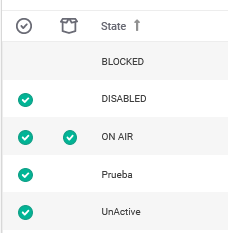 State
BLOCKED
DISABLED
ON AIR
Prueba
UnActive